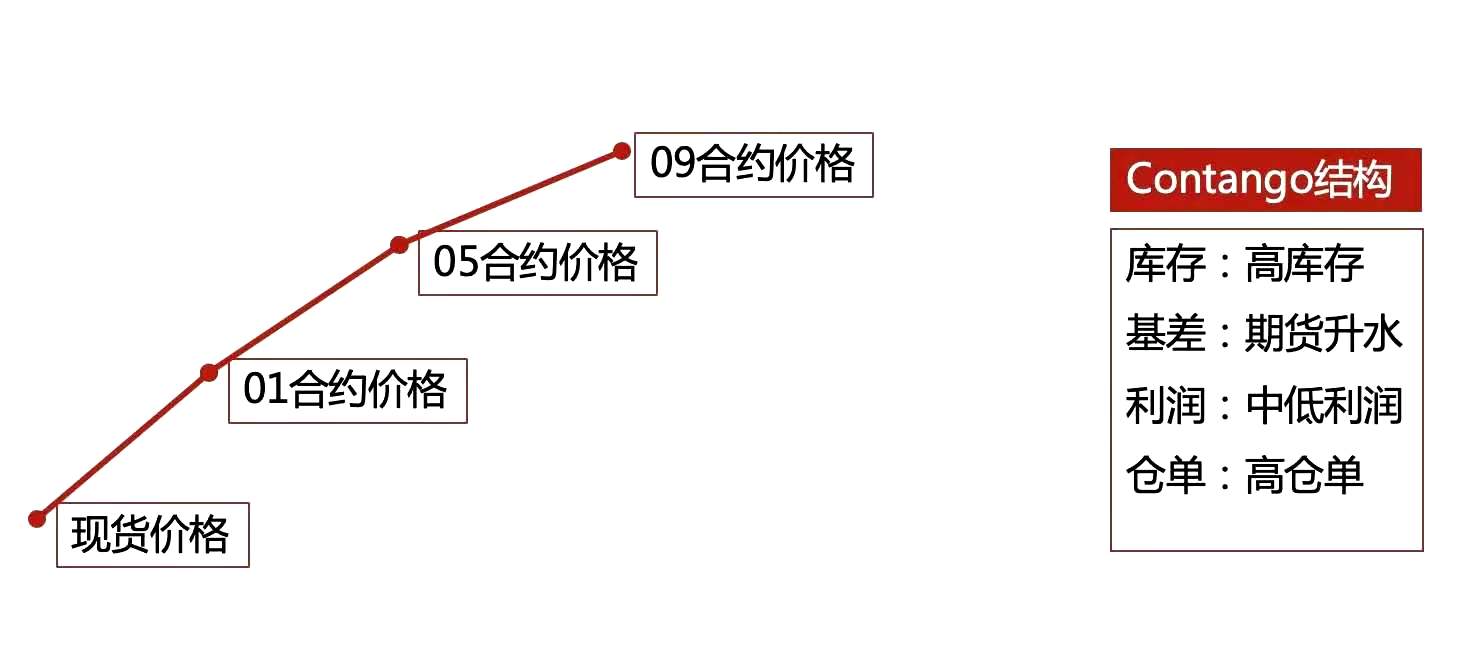 09合约价格
05合约价格
01合约价格
现货价格
Contango结构
库存：高库存
基差：期货升水
利润：中低利润
仓单：高仓单